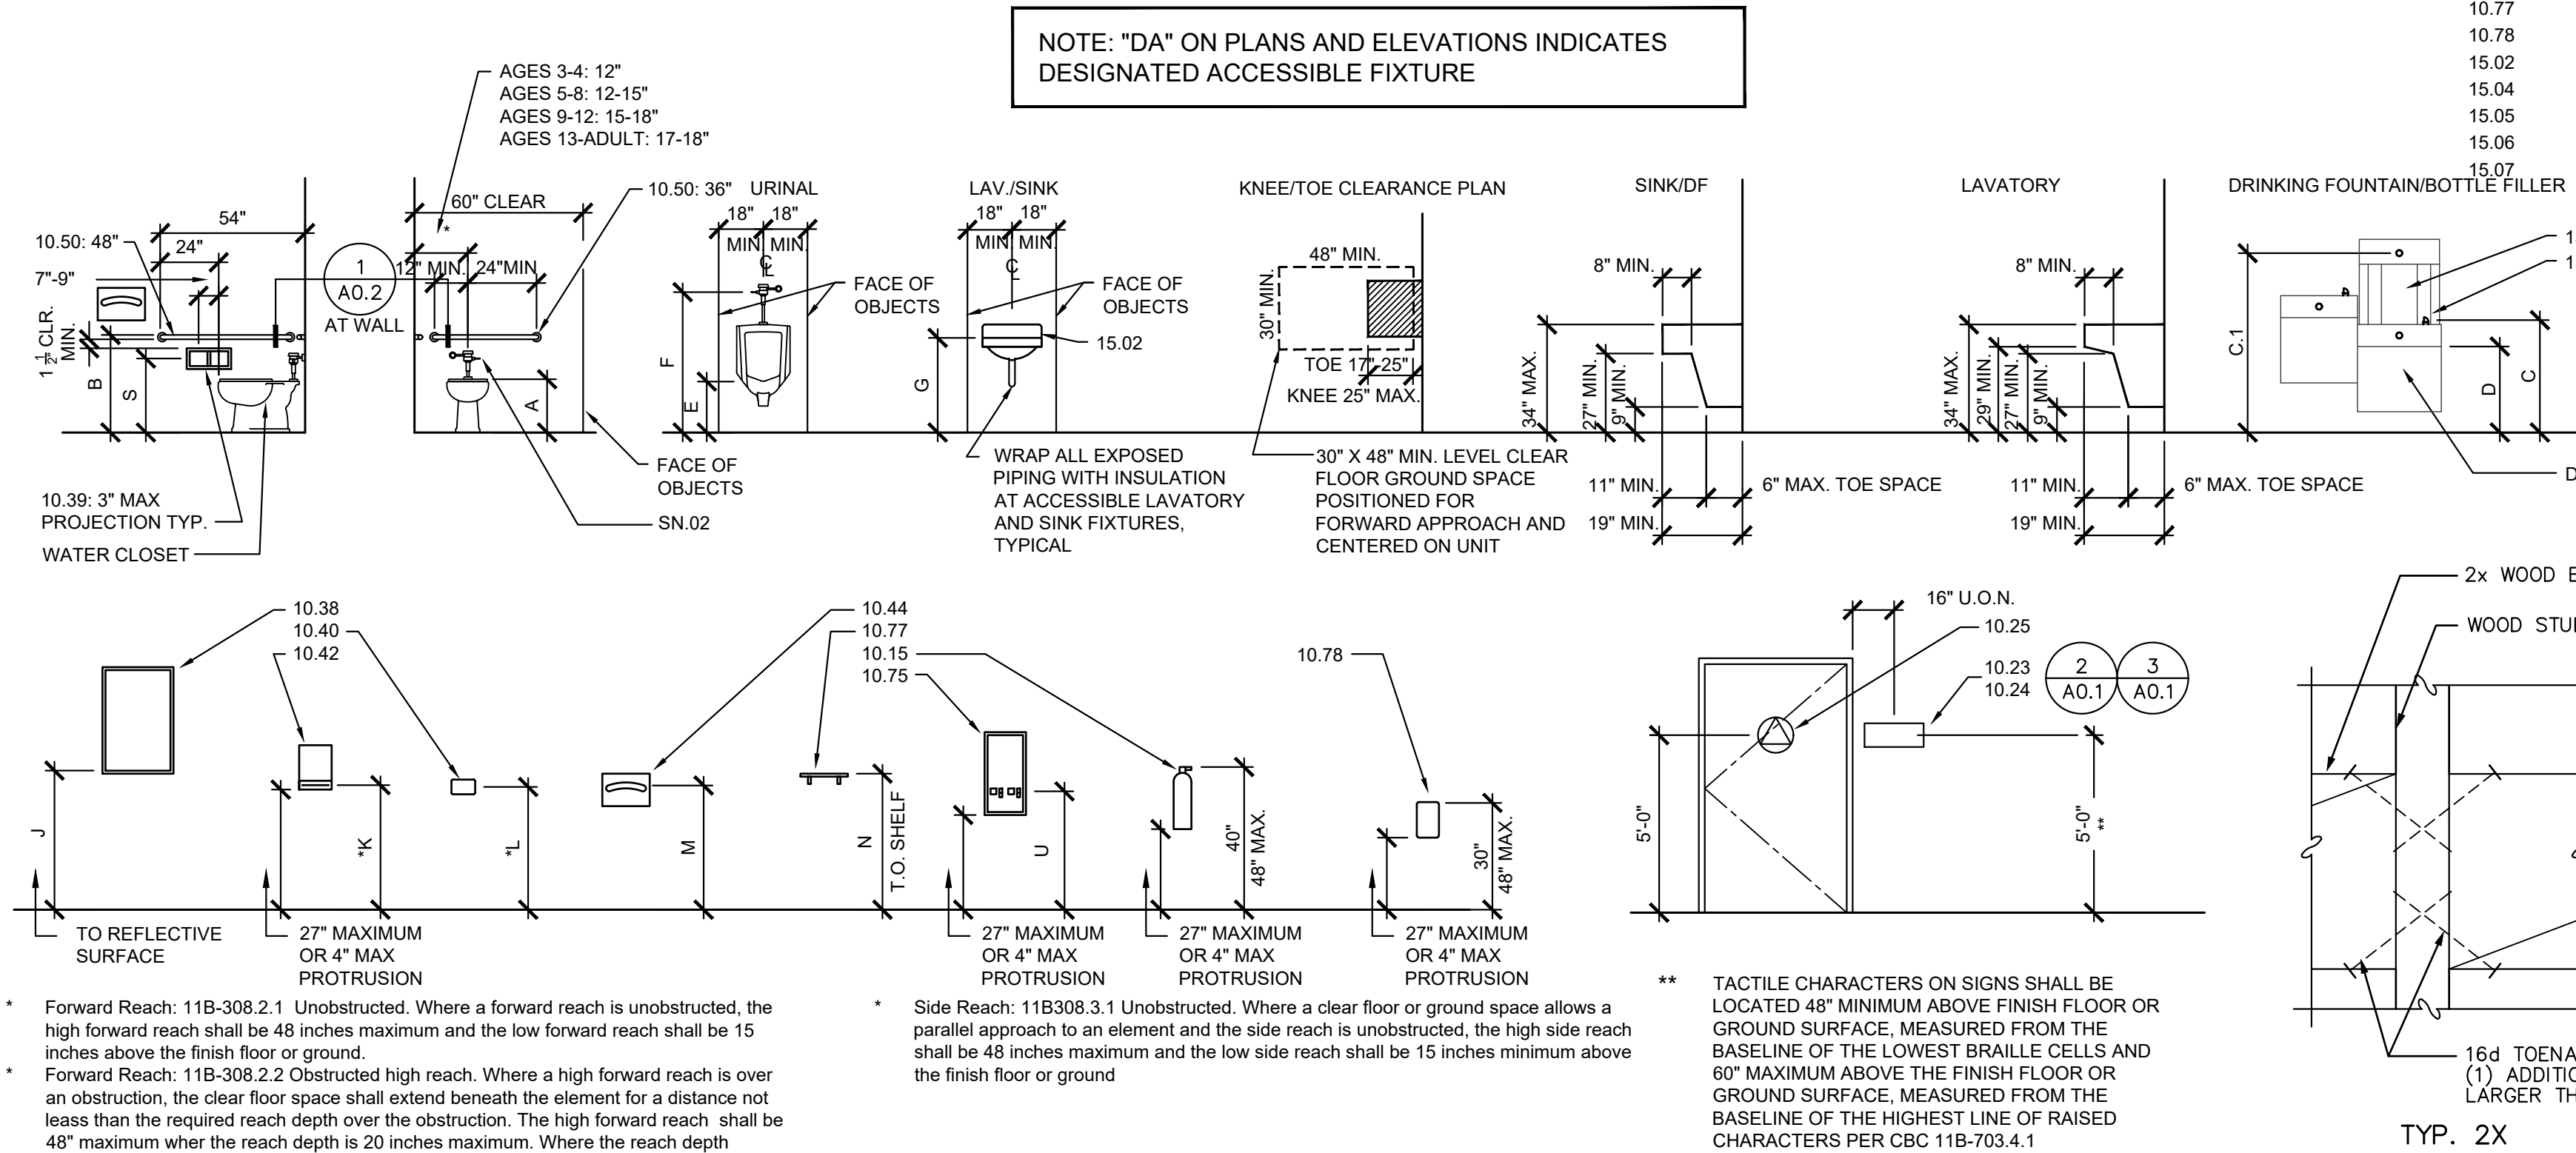 NOTE: "DA" ON PLANS AND ELEVATIONS INDICATES
DESIGNATED ACCESSIBLE FIXTURE
10.77
10.78
15.02
15.04
15.05
15.06
15.07
AGES 3-4: 12"
AGES 5-8: 12-15"
AGES 9-12: 15-18"
AGES 13-ADULT: 17-18"
54"
24"
10.50: 48"
7"-9"
1 1/2" CLR.
MIN.
B
S
1
A0.2
AT WALL
10.39: 3" MAX
PROJECTION TYP.
WATER CLOSET
60" CLEAR
*
12" MIN.
24"MIN
10.50: 36"
A
FACE OF
OBJECTS
SN.02
URINAL
18" 18"
MIN. MIN.
CL
F
E
FACE OF
OBJECTS
LAV./SINK
18" 18"
MIN. MIN.
CL
G
FACE OF
OBJECTS
15.02
WRAP ALL EXPOSED
PIPING WITH INSULATION
AT ACCESSIBLE LAVATORY
AND SINK FIXTURES,
TYPICAL
KNEE/TOE CLEARANCE PLAN
48" MIN.
30" MIN.
TOE 17"-25"
KNEE 25" MAX.
30" X 48" MIN. LEVEL CLEAR
FLOOR GROUND SPACE
POSITIONED FOR
FORWARD APPROACH AND
CENTERED ON UNIT
SINK/DF
8" MIN.
34" MAX.
27" MIN.
9" MIN.
11" MIN.
6" MAX. TOE SPACE
19" MIN.
LAVATORY
8" MIN.
34" MAX.
29" MIN.
27" MIN.
9" MIN.
11" MIN.
6" MAX. TOE SPACE
19" MIN.
DRINKING FOUNTAIN/BOTTLE FILLER
1
1
C.1
D
C
D
10.38
10.40
10.42
J
*K
*L
TO REFLECTIVE
SURFACE
27" MAXIMUM
OR 4" MAX
PROTRUSION
10.44
10.77
10.15
10.75
M
N
T.O. SHELF
U
40"
48" MAX.
27" MAXIMUM
OR 4" MAX
PROTRUSION
27" MAXIMUM
OR 4" MAX
PROTRUSION
10.78
30"
48" MAX.
27" MAXIMUM
OR 4" MAX
PROTRUSION
16" U.O.N.
10.25
10.23
10.24
2
A0.1
3
A0.1
5'-0"
5'-0"
**
2x WOOD
WOOD
16d
(1)
LARGER
TYP. 2X
* Forward Reach: 11B-308.2.1 Unobstructed. Where a forward reach is unobstructed, the
high forward reach shall be 48 inches maximum and the low forward reach shall be 15
inches above the finish floor or ground.
* Forward Reach: 11B-308.2.2 Obstructed high reach. Where a high forward reach is over
an obstruction, the clear floor space shall extend beneath the element for a distance not
leass than the required reach depth over the obstruction. The high forward reach shall be
48" maximum wher the reach depth is 20 inches maximum. Where the reach depth
* Side Reach: 11B308.3.1 Unobstructed. Where a clear floor or ground space allows a
parallel approach to an element and the side reach is unobstructed, the high side reach
shall be 48 inches maximum and the low side reach shall be 15 inches minimum above
the finish floor or ground
** TACTILE CHARACTERS ON SIGNS SHALL BE
LOCATED 48" MINIMUM ABOVE FINISH FLOOR OR
GROUND SURFACE, MEASURED FROM THE
BASELINE OF THE LOWEST BRAILLE CELLS AND
60" MAXIMUM ABOVE THE FINISH FLOOR OR
GROUND SURFACE, MEASURED FROM THE
BASELINE OF THE HIGHEST LINE OF RAISED
CHARACTERS PER CBC 11B-703.4.1